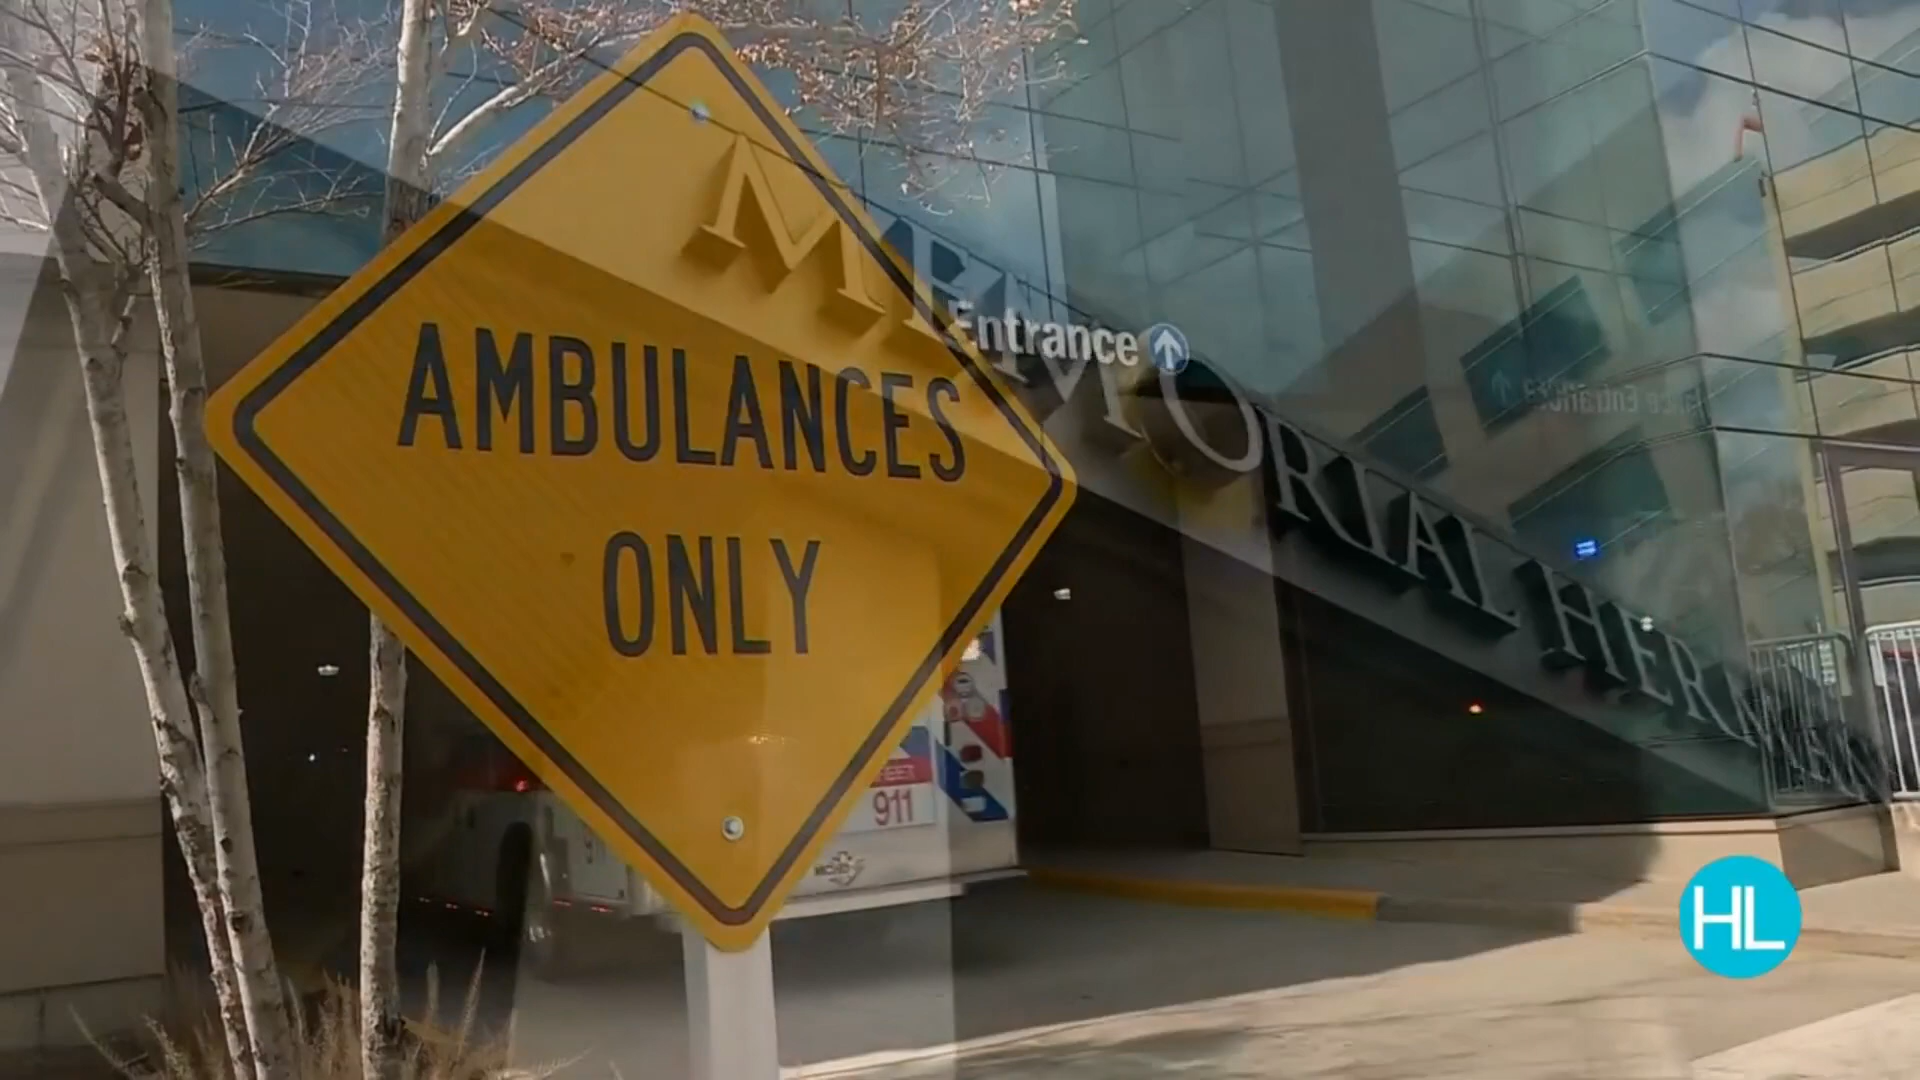 MEMORIAL HERMANN
Entrance
AMBULANCES
ONLY
911
HL